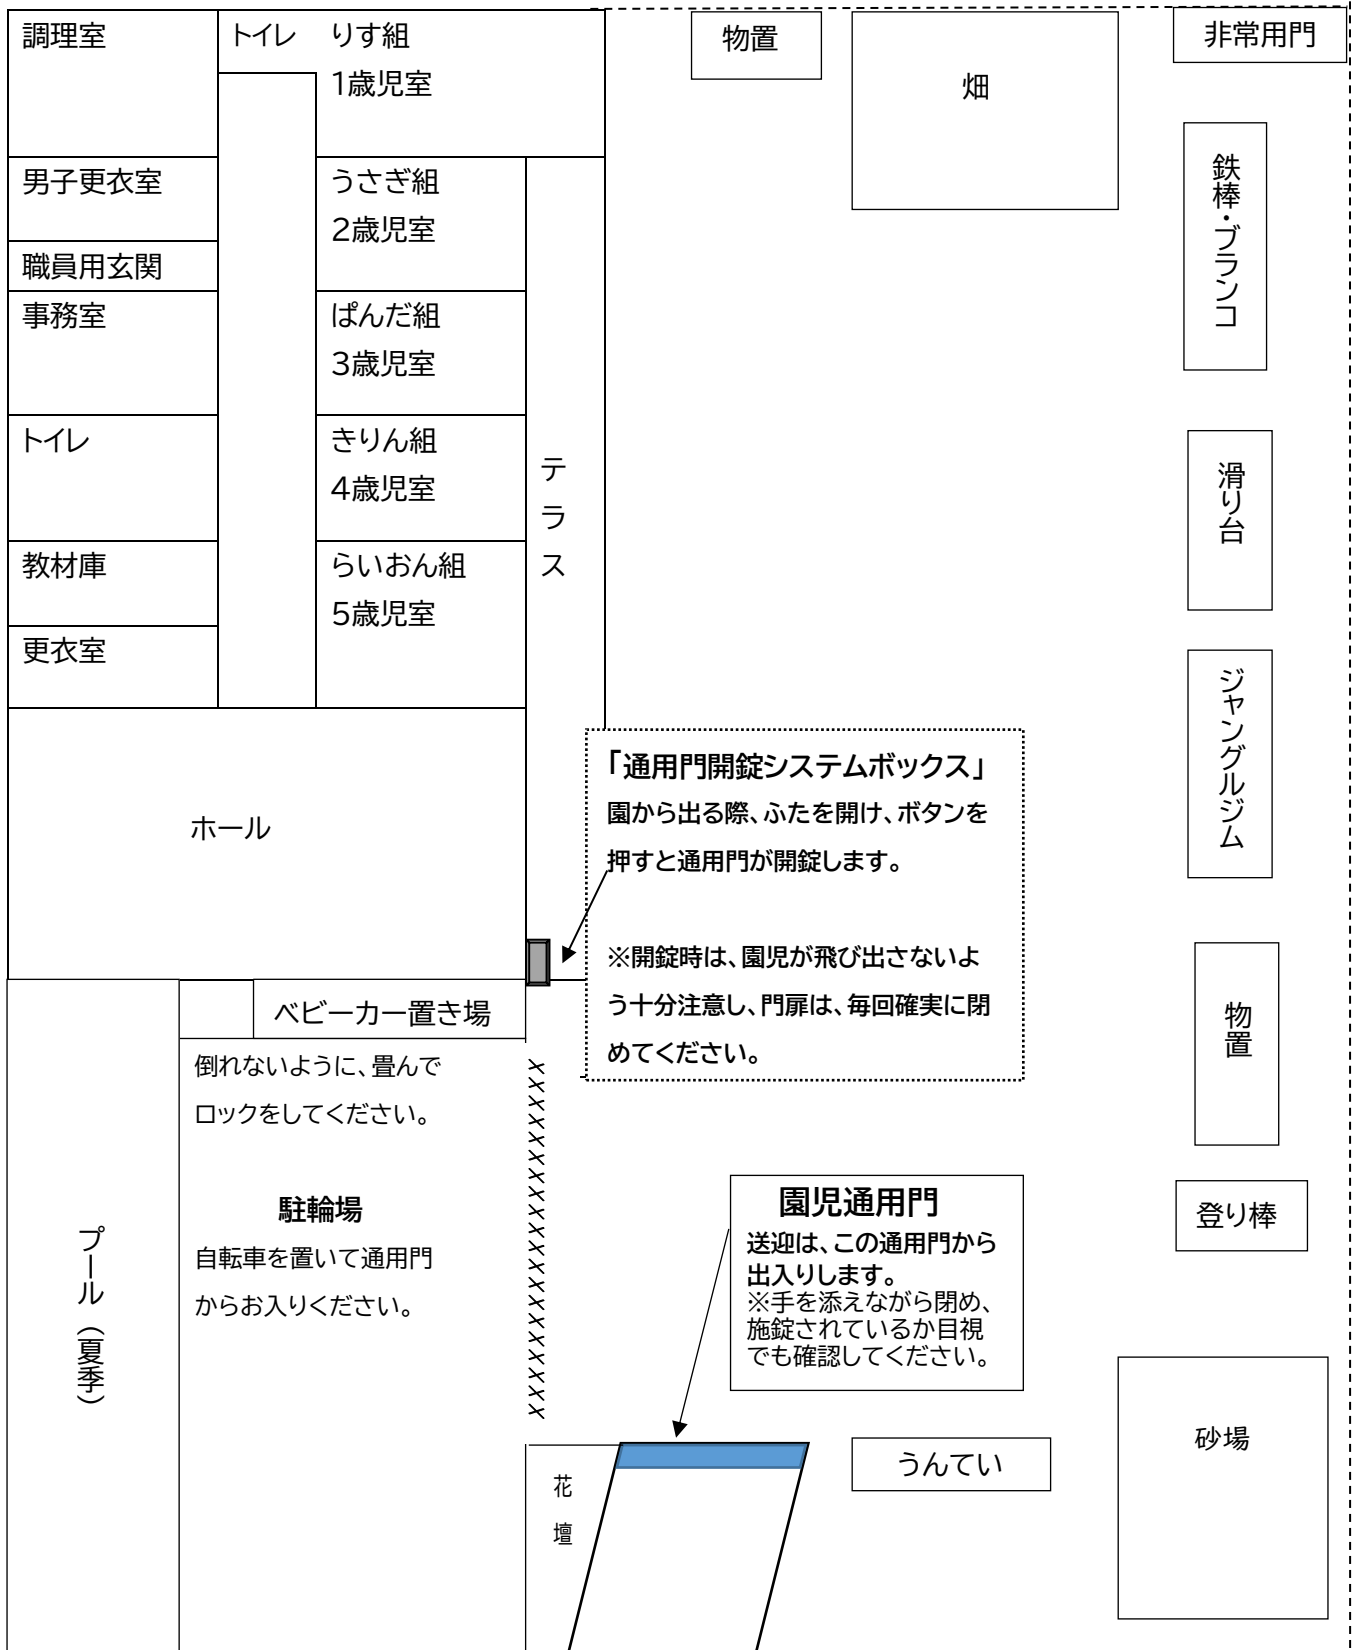 調理室
トイレ
りす組
1歳児室
物置
畑
非常用門
男子更衣室
うさぎ組
2歳児室
鉄棒・ブランコ
職員用玄関
事務室
ぱんだ組
3歳児室
トイレ
きりん組
4歳児室
テラス
滑り台
教材庫
らいおん組
5歳児室
更衣室
ジャングルジム
ホール
「通用門開錠システムボックス」
園から出る際、ふたを開け、ボタンを
押すと通用門が開錠します。
※開錠時は、園児が飛び出さないよ
う十分注意し、門扉は、毎回確実に閉
めてください。
物置
ベビーカー置き場
倒れないように、畳んで
ロックをしてください。
駐輪場
自転車を置いて通用門
からお入りください。
プール（夏季）
園児通用門
送迎は、この通用門から
出入りします。
※手を添えながら閉め、
施錠されているか目視
でも確認してください。
登り棒
砂場
うんてい
花壇